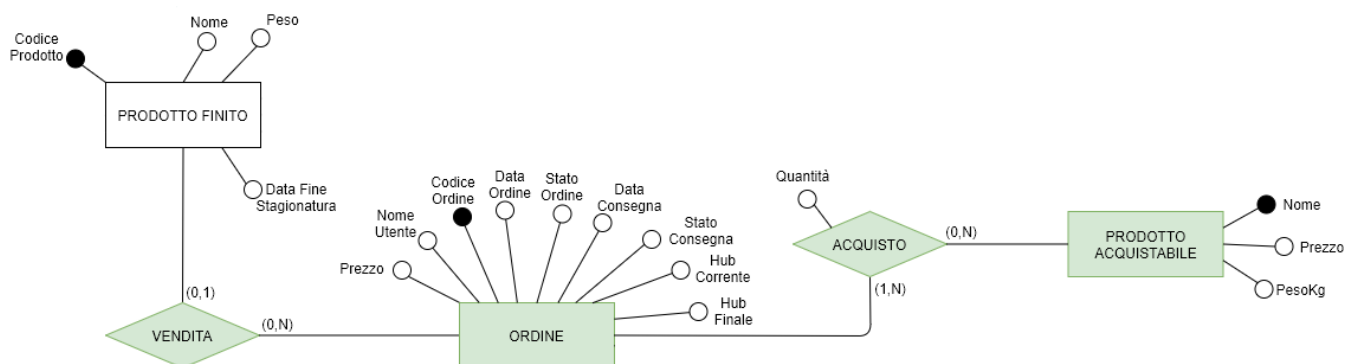 Codice
Prodotto
Nome
Peso
PRODOTTO FINITO
Data Fine
Stagionatura
(0,1)
VENDITA
(0,N)
Prezzo
Nome
Utente
Codice
Ordine
Data
Ordine
Stato
Ordine
Data
Consegna
Stato
Consegna
Hub
Corrente
Hub
Finale
ORDINE
Quantità
ACQUISTO
(0,N)
(1,N)
PRODOTTO
ACQUISTABILE
Nome
Prezzo
PesoKg